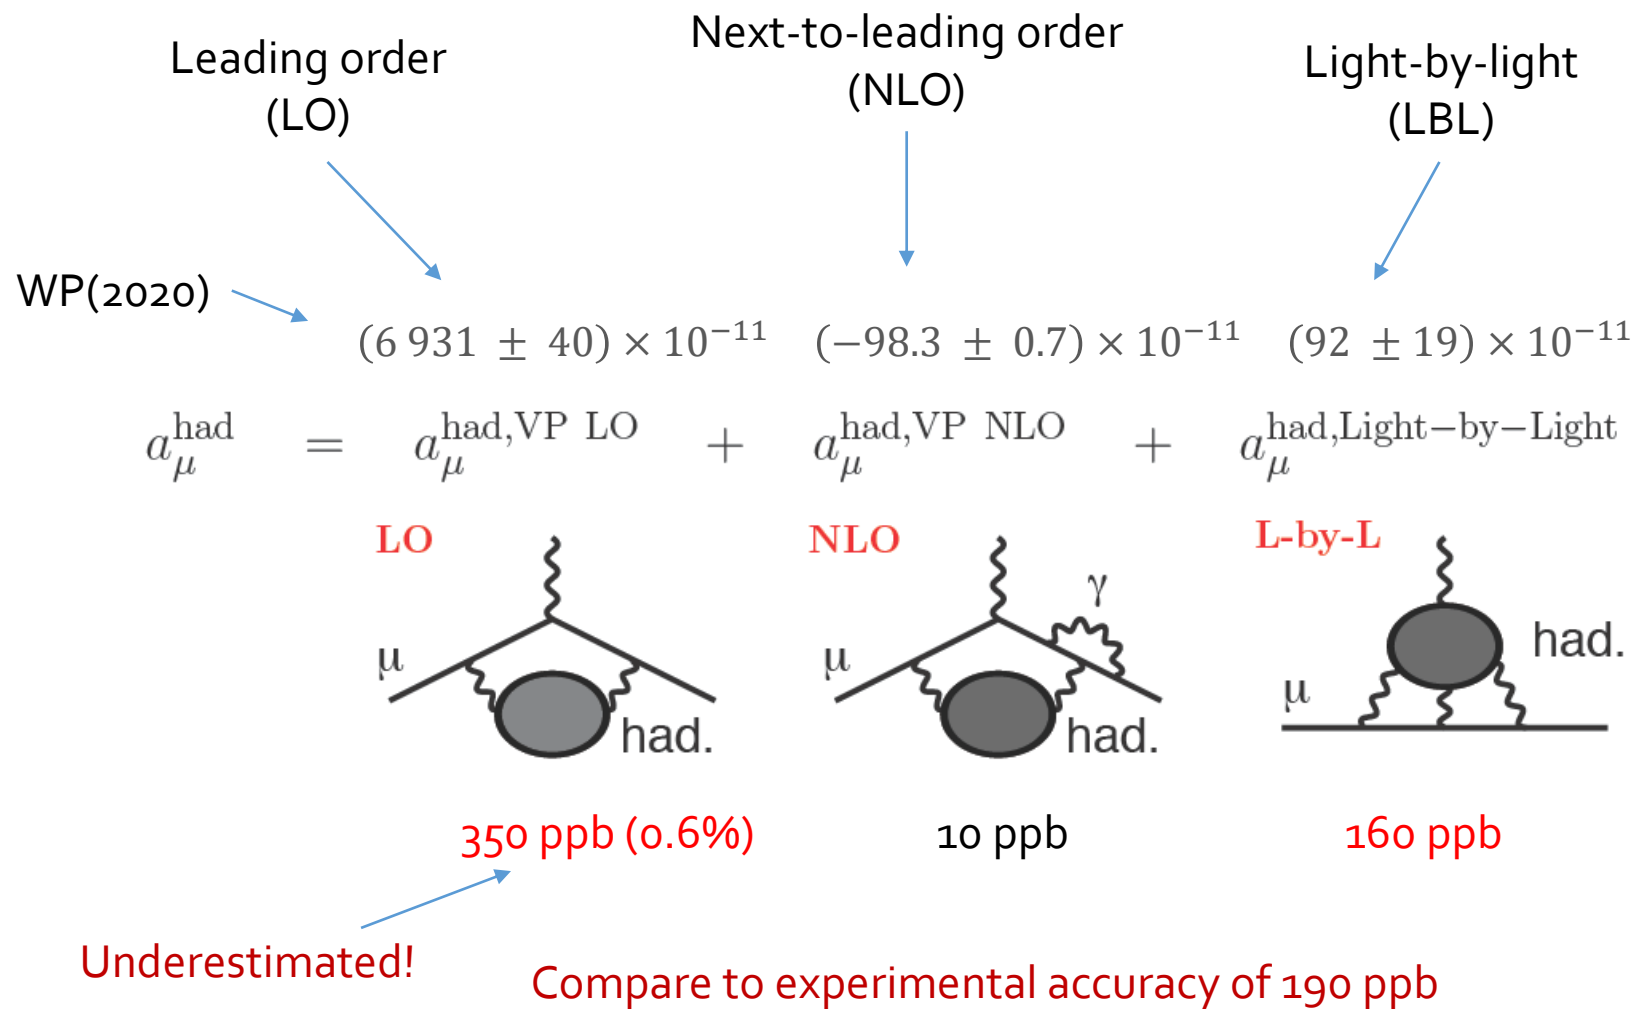 Leading order
(LO)
Next-to-leading order
(NLO)
Light-by-light
(LBL)
WP(2020)
(6 931 ± 40) × 10⁻¹¹ (−98.3 ± 0.7) × 10⁻¹¹ (92 ± 19) × 10⁻¹¹
a_μ^had = a_μ^had,VP LO + a_μ^had,VP NLO + a_μ^had,Light−by−Light
LO
μ
had.
NLO
γ
μ
had.
L-by-L
had.
μ
350 ppb (0.6%)
10 ppb
160 ppb
Underestimated!
Compare to experimental accuracy of 190 ppb